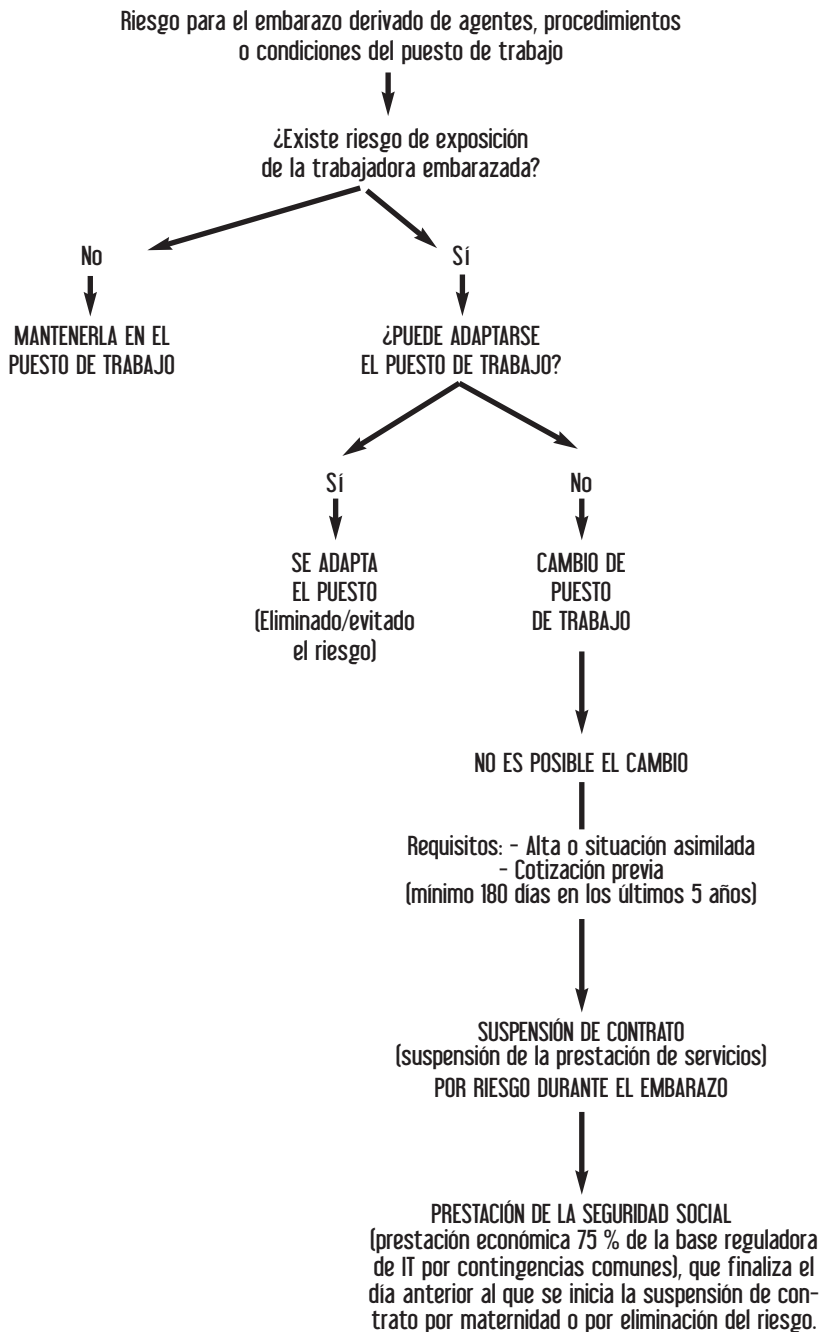 Riesgo para el embarazo derivado de agentes, procedimientos
o condiciones del puesto de trabajo
¿Existe riesgo de exposición
de la trabajadora embarazada?
No
Sí
MANTENERLA EN EL
PUESTO DE TRABAJO
¿PUEDE ADAPTARSE
EL PUESTO DE TRABAJO?
Sí
No
SE ADAPTA
EL PUESTO
(Eliminado/evitado
el riesgo)
CAMBIO DE
PUESTO
DE TRABAJO
NO ES POSIBLE EL CAMBIO
Requisitos: - Alta o situación asimilada
- Cotización previa
(mínimo 180 días en los últimos 5 años)
SUSPENSIÓN DE CONTRATO
(suspensión de la prestación de servicios)
POR RIESGO DURANTE EL EMBARAZO
PRESTACIÓN DE LA SEGURIDAD SOCIAL
(prestación económica 75 % de la base reguladora
de IT por contingencias comunes), que finaliza el
día anterior al que se inicia la suspensión de con-
trato por maternidad o por eliminación del riesgo.